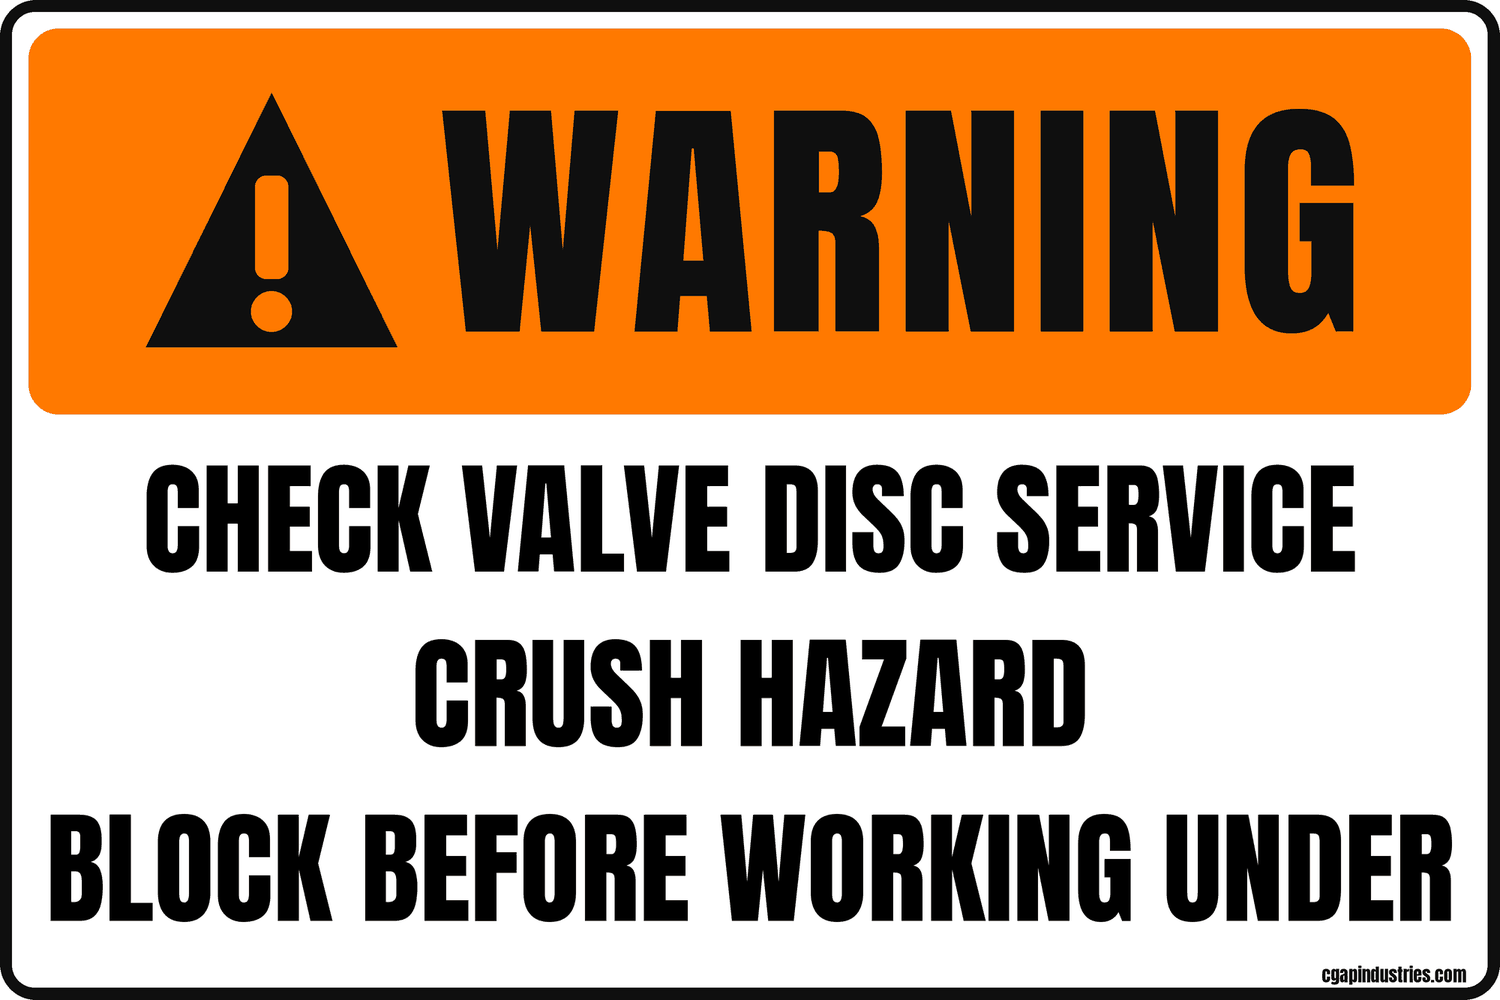 WARNING
CHECK VALVE DISC SERVICE
CRUSH HAZARD
BLOCK BEFORE WORKING UNDER
cgapindustries.com